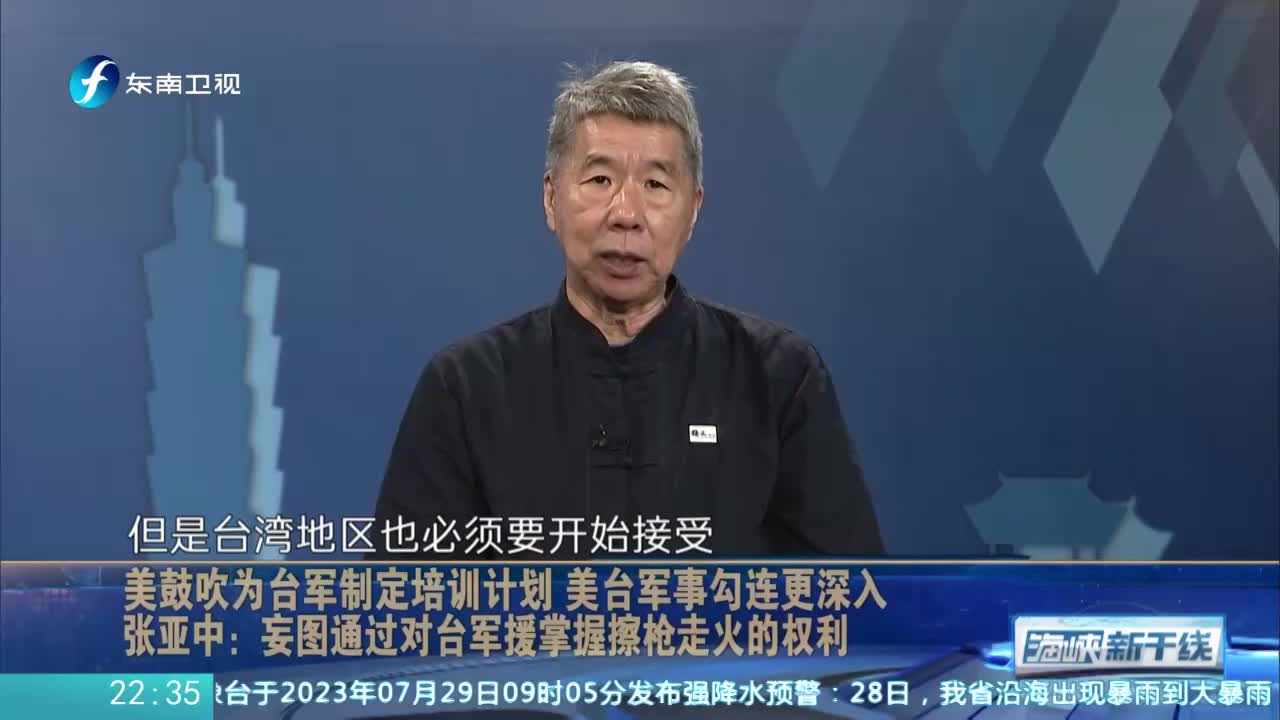 东南卫视
但是台湾地区也必须要开始接受
美鼓吹为台军制定培训计划 美台军事勾连更深入
张亚中：妄图通过对台军援掌握擦枪走火的权利
海峡新干线
22:35
象台于2023年07月29日09时05分发布强降水预警：28日，我省沿海出现暴雨到大暴雨